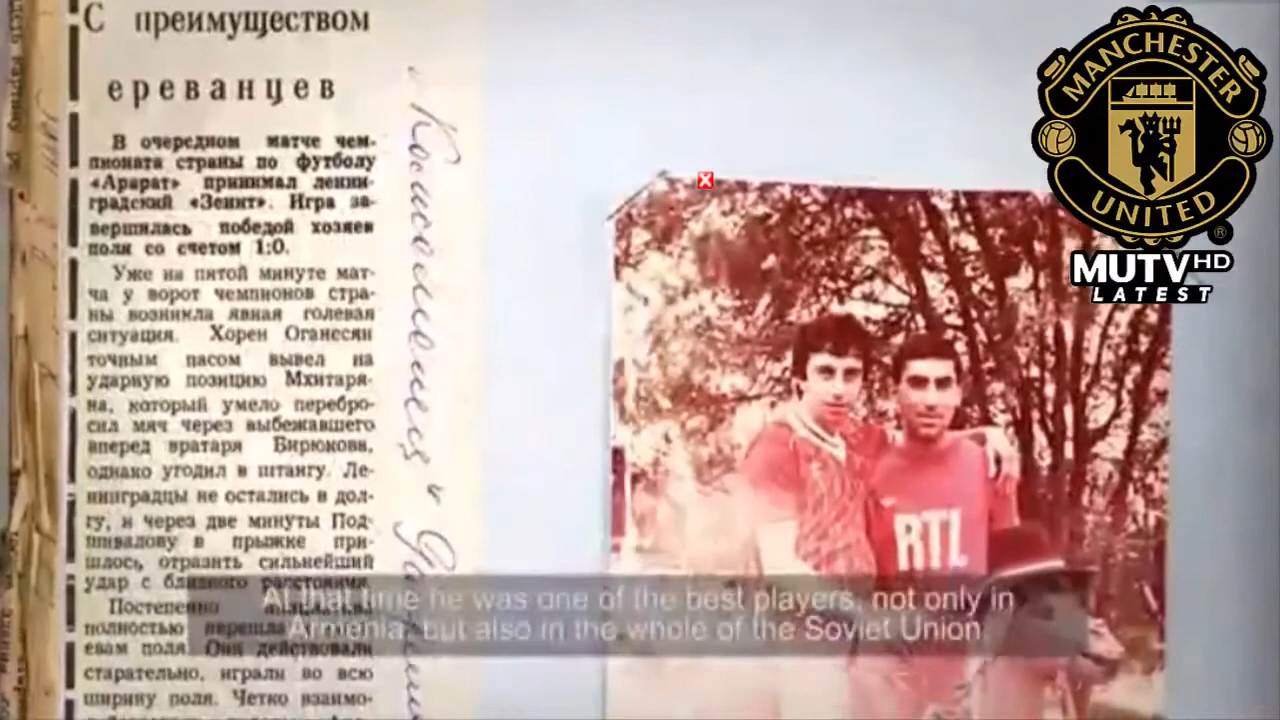 С преимуществом
ереванцев
В очередном матче чем-
пионата страны по футболу
«Арарат» принимал ленин-
градский «Зенит». Игра за-
вершилась победой хозяев
поля со счетом 1:0.
Уже на пятой минуте мат-
ча у ворот чемпионов стра-
ны возникла явная голевая
ситуация. Хорен Оганесян
точным пасом вывел на
ударную позицию Мхитаря-
на, который умело перебро-
сил мяч через выбежавшего
вперед вратаря Бирюкова,
однако угодил в штангу. Ле-
нинградцы не остались в дол-
гу, и через две минуты Под-
шивалову в прыжке при-
шлось отразить сильнейший
удар с близкого расстояния.
Постепенно инициатива
полностью перешла
евам поля. Они действовали
старательно, играли во всю
ширину поля. Четко взаимо-
"Комсомолец"
MANCHESTER
UNITED
®
MUTV HD
LATEST
RTL
At that time he was one of the best players, not only in
Armenia, but also in the whole of the Soviet Union